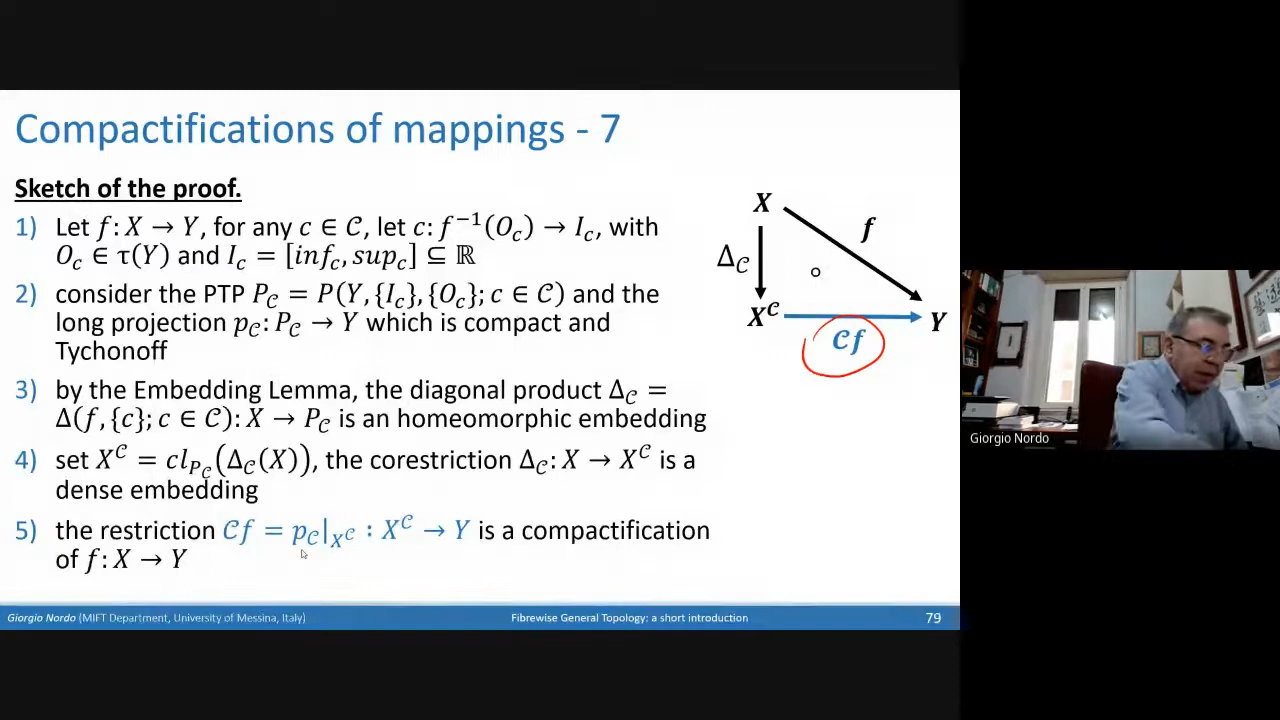 Compactifications of mappings - 7
Sketch of the proof.
1) Let 𝑓: 𝑋 → 𝑌, for any 𝑐 ∈ 𝒞, let 𝑐: 𝑓⁻¹(𝑂_𝑐) → 𝐼_𝑐, with
𝑂_𝑐 ∈ τ(𝑌) and 𝐼_𝑐 = [𝑖𝑛𝑓_𝑐, 𝑠𝑢𝑝_𝑐] ⊆ ℝ
2) consider the PTP 𝑃_𝒞 = 𝑃(𝑌, {𝐼_𝑐}, {𝑂_𝑐}; 𝑐 ∈ 𝒞) and the
long projection 𝑝_𝒞: 𝑃_𝒞 → 𝑌 which is compact and
Tychonoff
3) by the Embedding Lemma, the diagonal product Δ_𝒞 =
Δ(𝑓, {𝑐}; 𝑐 ∈ 𝒞): 𝑋 → 𝑃_𝒞 is an homeomorphic embedding
4) set 𝑋^𝒞 = 𝑐𝑙_{𝑃_𝒞}(Δ_𝒞(𝑋)), the corestriction Δ_𝒞: 𝑋 → 𝑋^𝒞 is a
dense embedding
5) the restriction 𝒞𝑓 = 𝑝_𝒞|_{𝑋^𝒞} : 𝑋^𝒞 → 𝑌 is a compactification
of 𝑓: 𝑋 → 𝑌
𝑿
𝒇
Δ_𝒞
𝑿^𝒞
𝒀
𝓒𝒇
Giorgio Nordo
Giorgio Nordo (MIFT Department, University of Messina, Italy)
Fibrewise General Topology: a short introduction
79